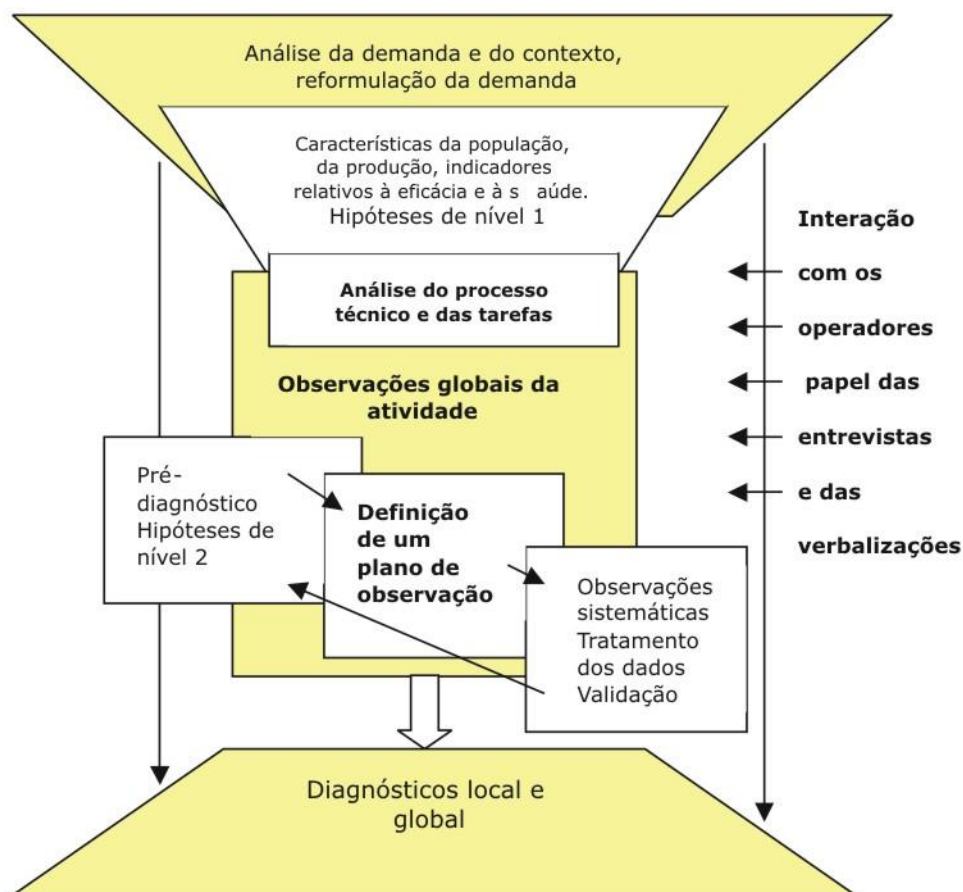 Análise da demanda e do contexto,
reformulação da demanda
Características da população,
da produção, indicadores
relativos à eficácia e à s aúde.
Hipóteses de nível 1
Análise do processo
técnico e das tarefas
Observações globais da
atividade
Pré-
diagnóstico
Hipóteses de
nível 2
Definição
de um
plano de
observação
Observações
sistemáticas
Tratamento
dos dados
Validação
Diagnósticos local e
global
Interação
com os
operadores
papel das
entrevistas
e das
verbalizações